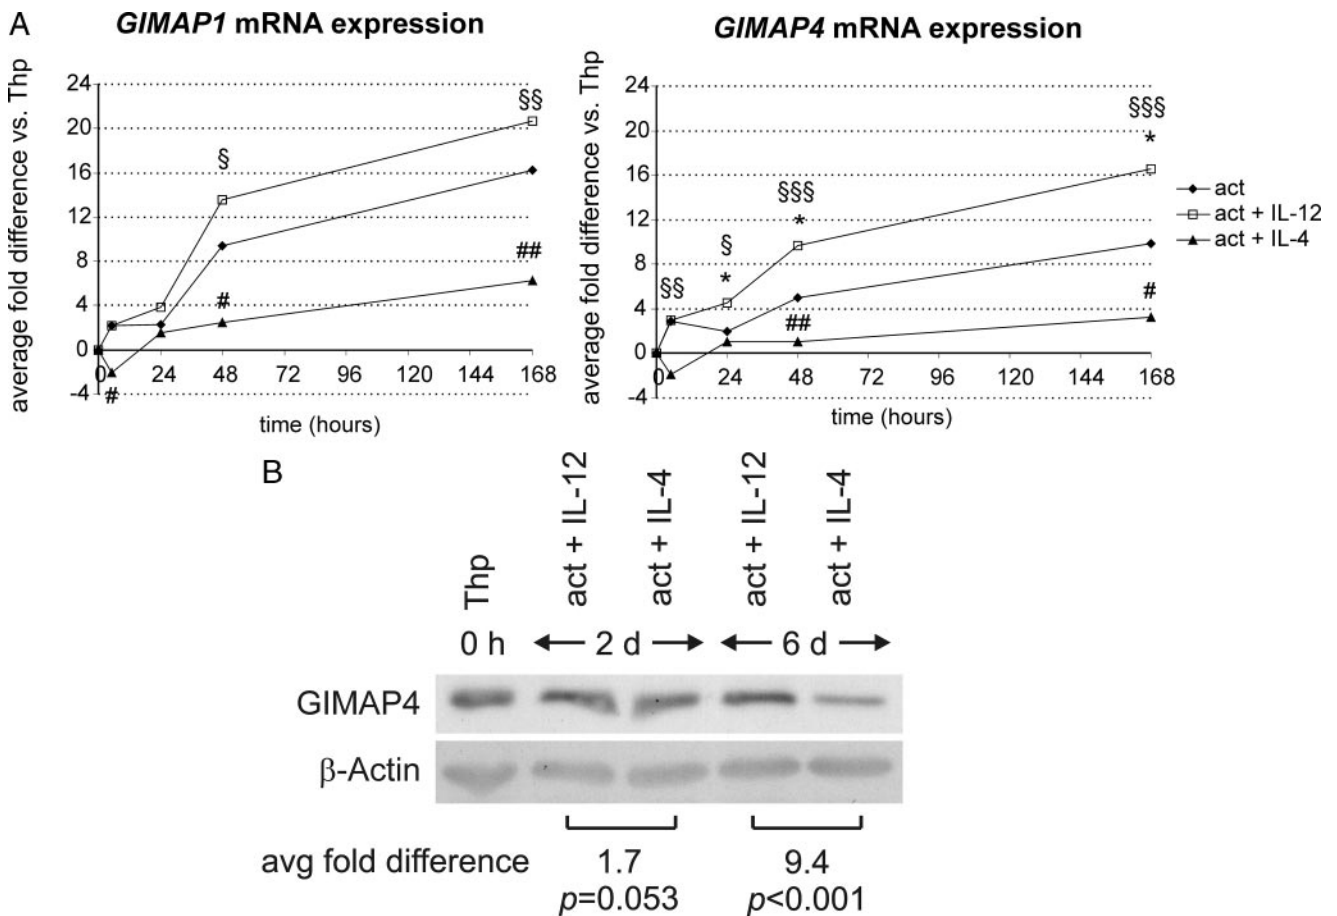 A
GIMAP1 mRNA expression
average fold difference vs. Thp
24
20
16
12
8
4
0
-4
§
§§
#
##
#
0 24 48 72 96 120 144 168
time (hours)
GIMAP4 mRNA expression
average fold difference vs. Thp
24
20
16
12
8
4
0
-4
§§
§
*
§§§
*
§§§
*
##
#
0 24 48 72 96 120 144 168
time (hours)
act
act + IL-12
act + IL-4
B
Thp
act + IL-12
act + IL-4
act + IL-12
act + IL-4
0 h 2 d 6 d
GIMAP4
β-Actin
avg fold difference 1.7 9.4
p=0.053 p<0.001